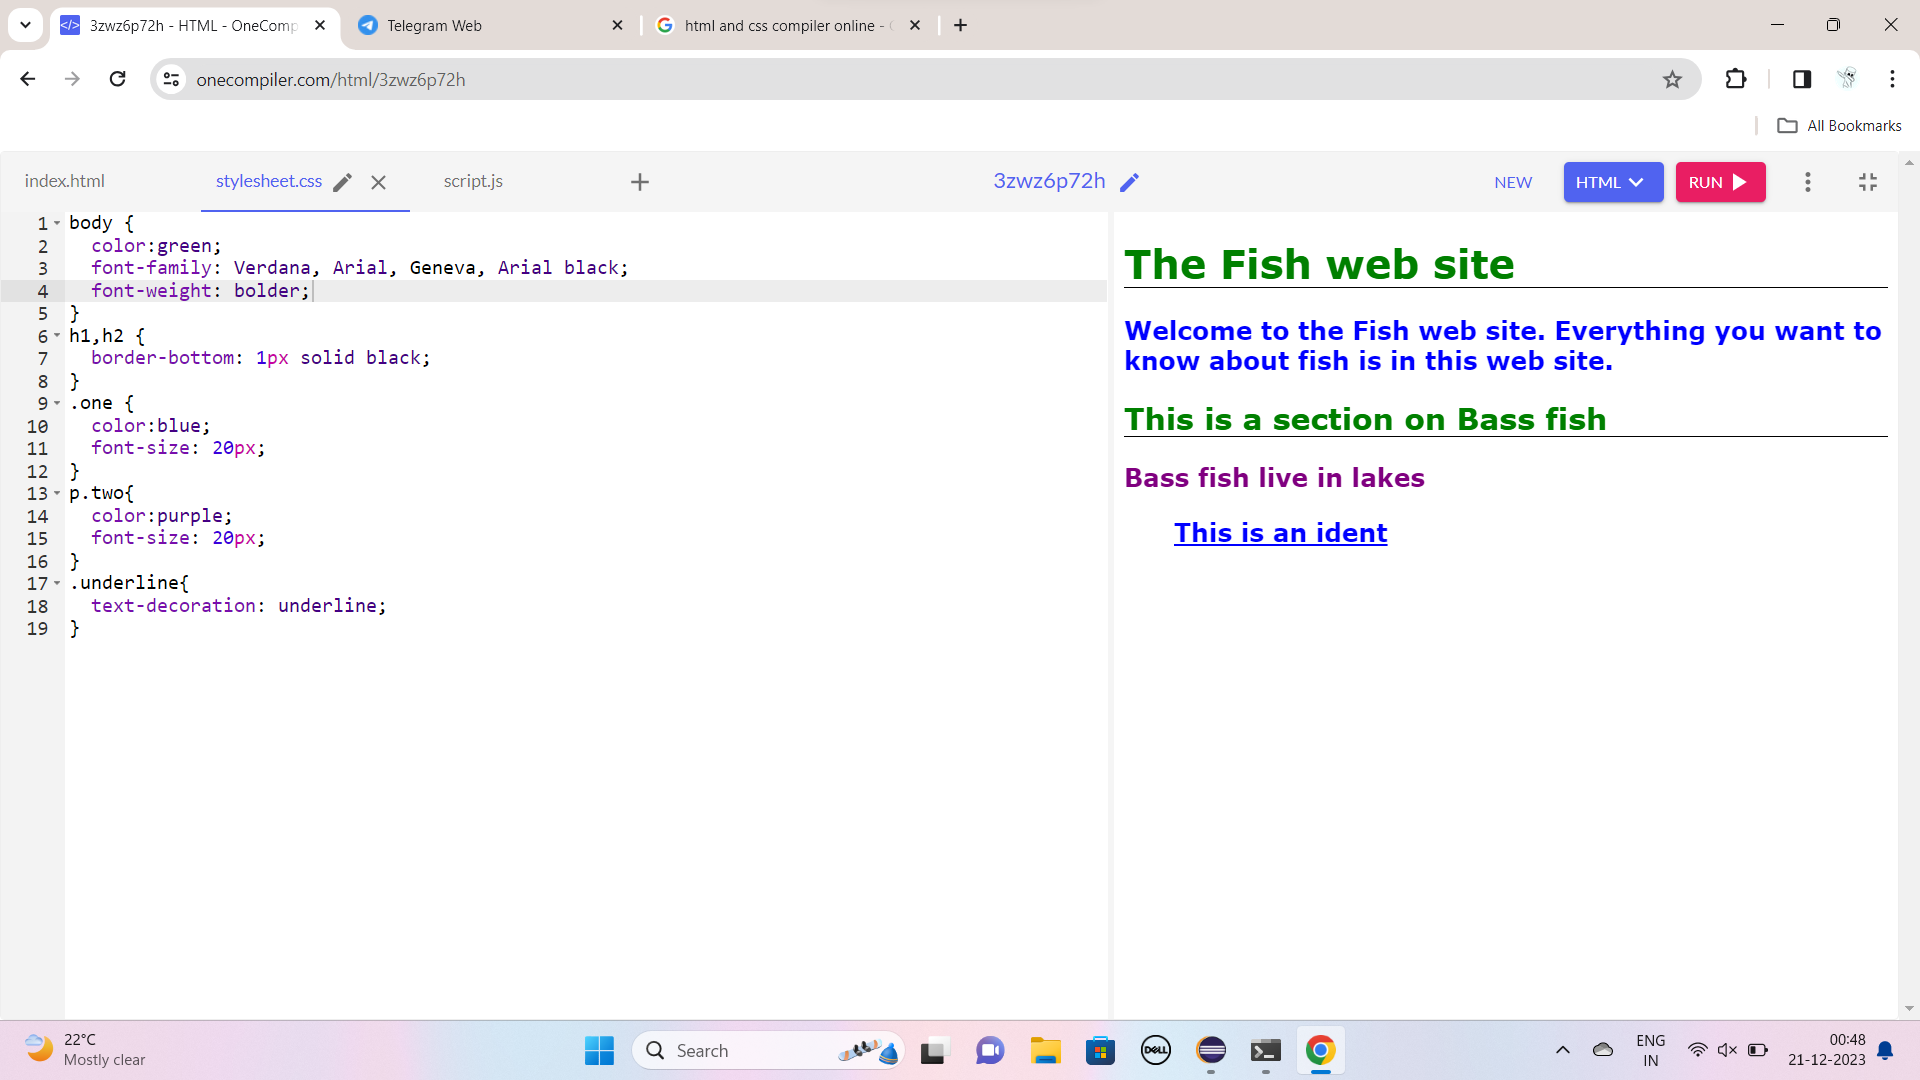 3zwz6p72h - HTML - OneComp
Telegram Web
html and css compiler online -
onecompiler.com/html/3zwz6p72h
All Bookmarks
index.html
stylesheet.css
script.js
3zwz6p72h
NEW
HTML
RUN
1 body {
2 color:green;
3 font-family: Verdana, Arial, Geneva, Arial black;
4 font-weight: bolder;
5 }
6 h1,h2 {
7 border-bottom: 1px solid black;
8 }
9 .one {
10 color:blue;
11 font-size: 20px;
12 }
13 p.two{
14 color:purple;
15 font-size: 20px;
16 }
17 .underline{
18 text-decoration: underline;
19 }
The Fish web site
Welcome to the Fish web site. Everything you want to
know about fish is in this web site.
This is a section on Bass fish
Bass fish live in lakes
This is an ident
22°C
Mostly clear
Search
DELL
ENG
IN
00:48
21-12-2023